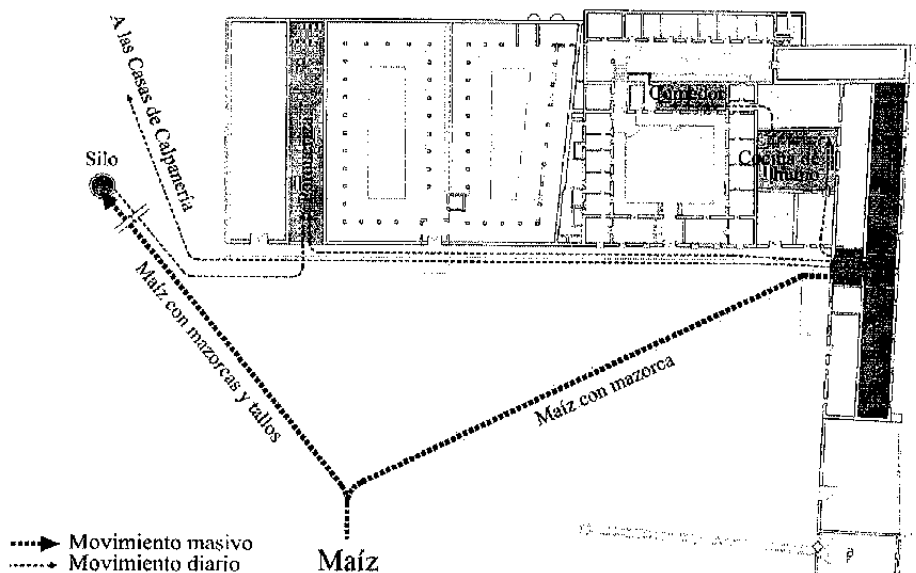 A las Casas de Calpanería
Silo
Comedor
Cocina de
Humo
Maíz con mazorcas y tallos
Maíz con mazorca
Maíz
Movimiento masivo
Movimiento diario